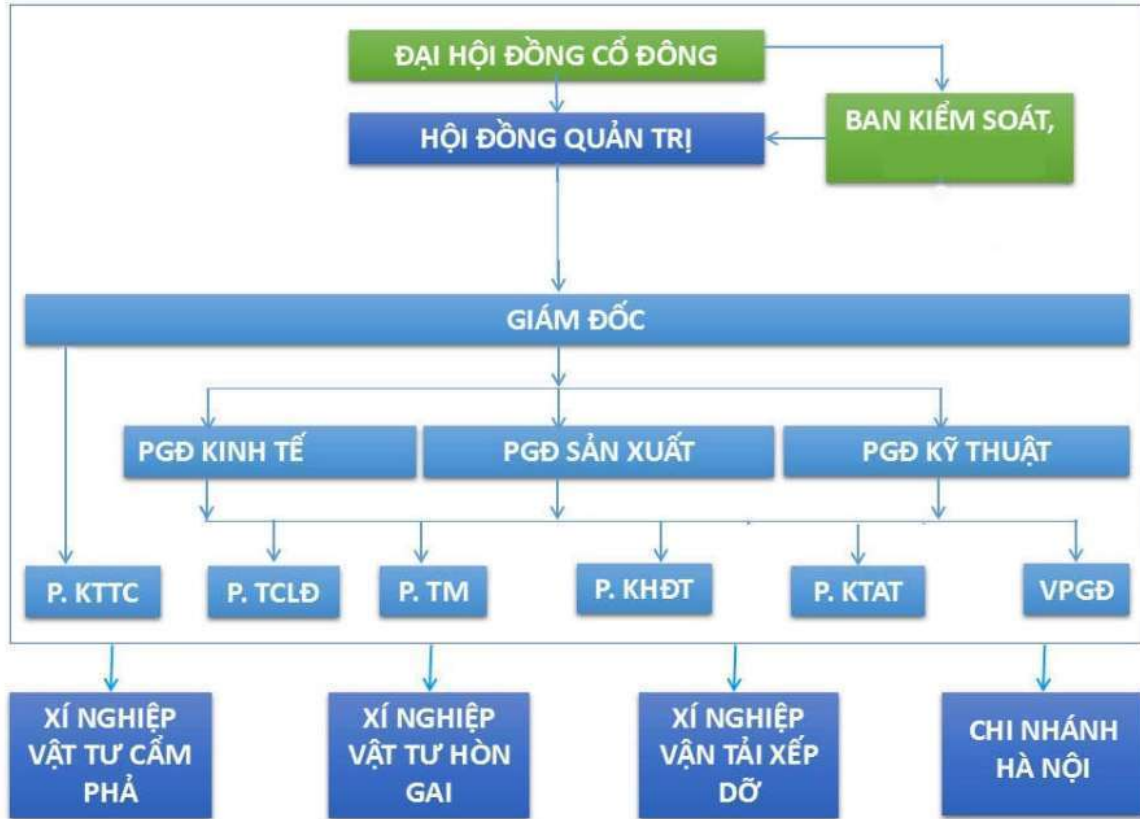 ĐẠI HỘI ĐỒNG CỔ ĐÔNG
BAN KIỂM SOÁT,
HỘI ĐỒNG QUẢN TRỊ
GIÁM ĐỐC
PGĐ KINH TẾ
PGĐ SẢN XUẤT
PGĐ KỸ THUẬT
P. KTTC
P. TCLĐ
P. TM
P. KHĐT
P. KTAT
VPGĐ
XÍ NGHIỆP
VẬT TƯ CẨM
PHẢ
XÍ NGHIỆP
VẬT TƯ HÒN
GAI
XÍ NGHIỆP
VẬN TẢI XẾP
DỠ
CHI NHÁNH
HÀ NỘI